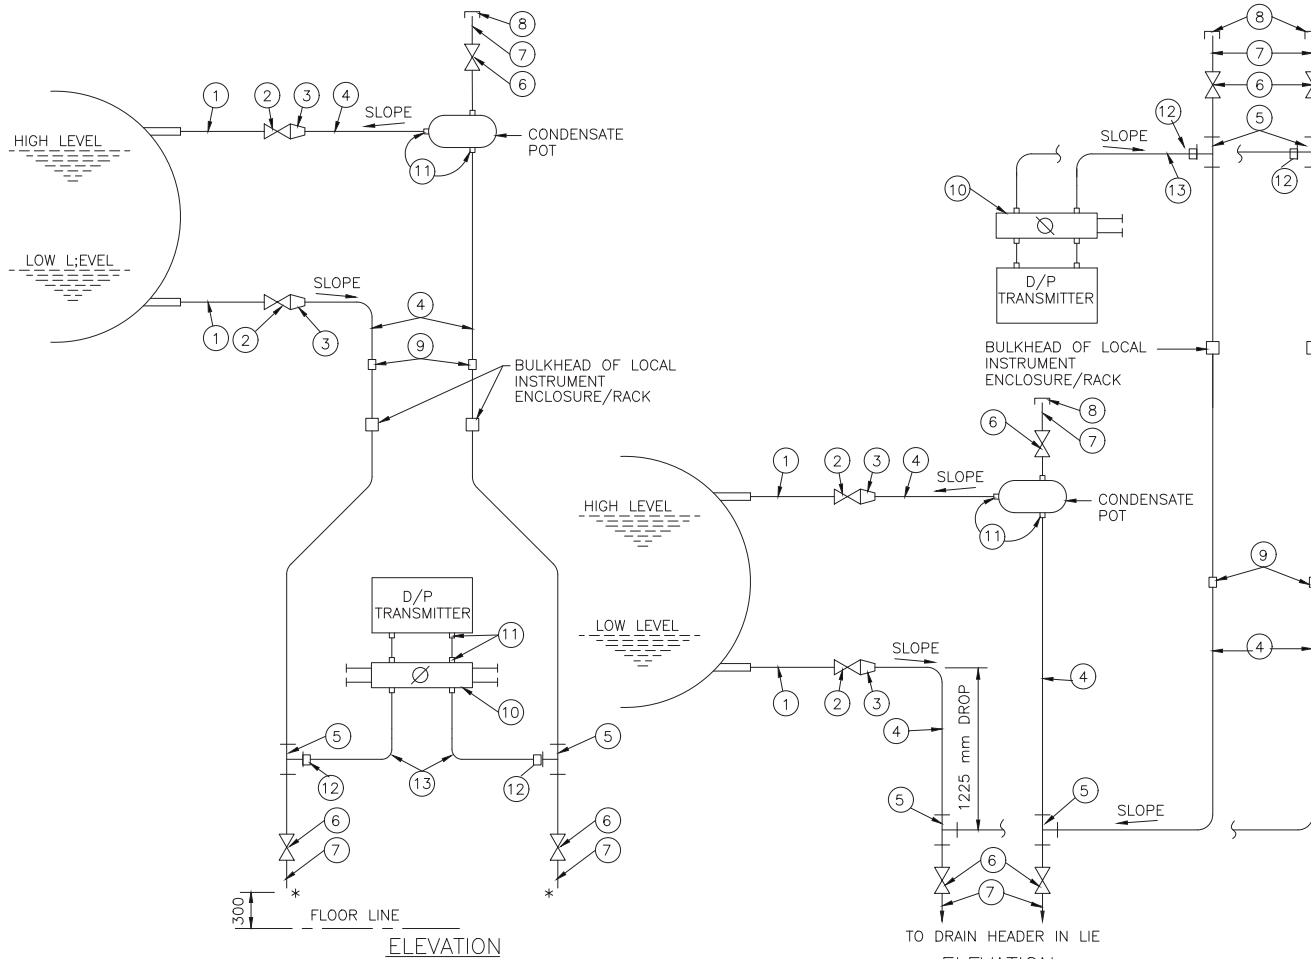 8
7
6
1
2
3
4
SLOPE
HIGH LEVEL
CONDENSATE
POT
11
LOW L;EVEL
SLOPE
1
2
3
4
9
BULKHEAD OF LOCAL
INSTRUMENT
ENCLOSURE/RACK
D/P
TRANSMITTER
11
10
5
5
12
13
12
6
6
7
7
*
*
300
FLOOR LINE
ELEVATION
8
7
6
5
12
SLOPE
13
12
10
D/P
TRANSMITTER
BULKHEAD OF LOCAL
INSTRUMENT
ENCLOSURE/RACK
8
7
6
1
2
3
4
SLOPE
HIGH LEVEL
CONDENSATE
POT
11
9
LOW LEVEL
SLOPE
4
4
1
2
3
4
1225 mm DROP
5
5
SLOPE
6
7
TO DRAIN HEADER IN LIE
ELEVATION